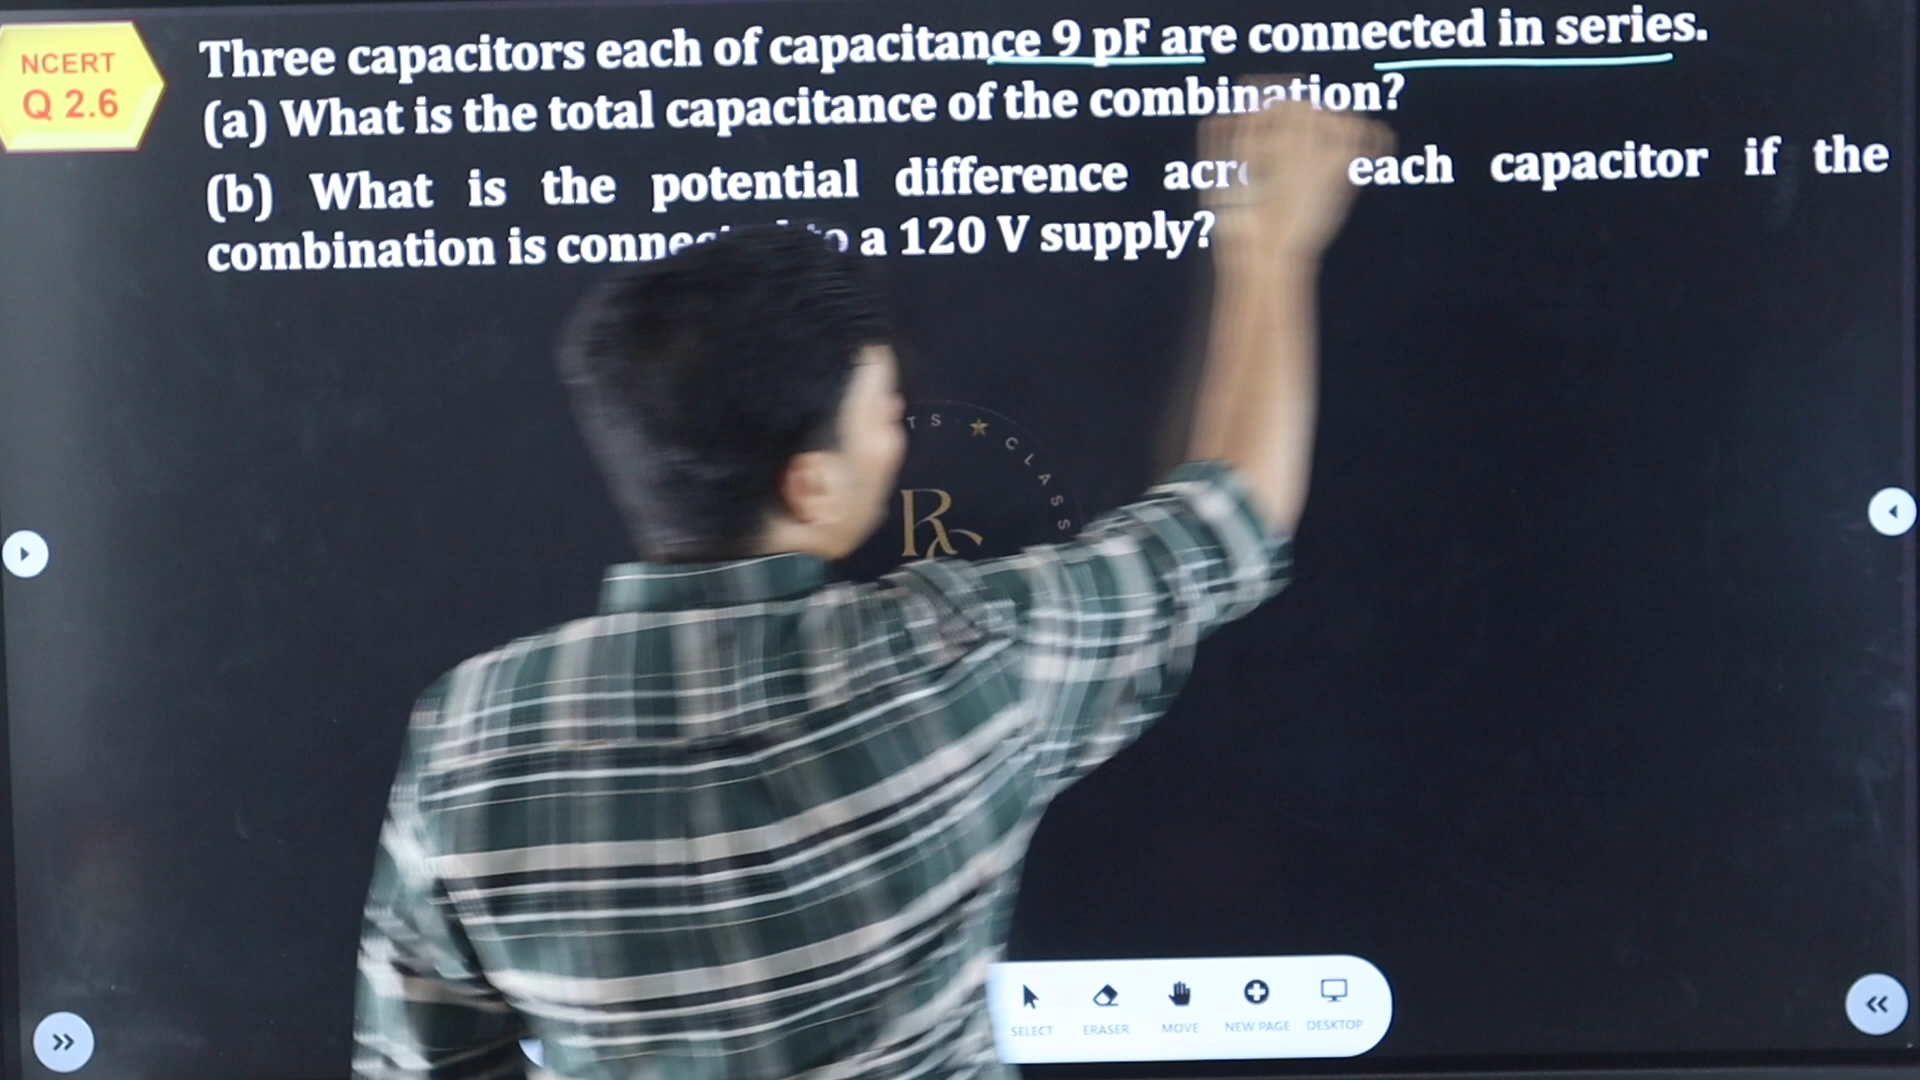 NCERT
Q 2.6
Three capacitors each of capacitance 9 pF are connected in series.
(a) What is the total capacitance of the combination?
(b) What is the potential difference each capacitor if the
combination is a 120 V supply?
TS ★ CLASS
SELECT ERASER MOVE NEW PAGE DESKTOP